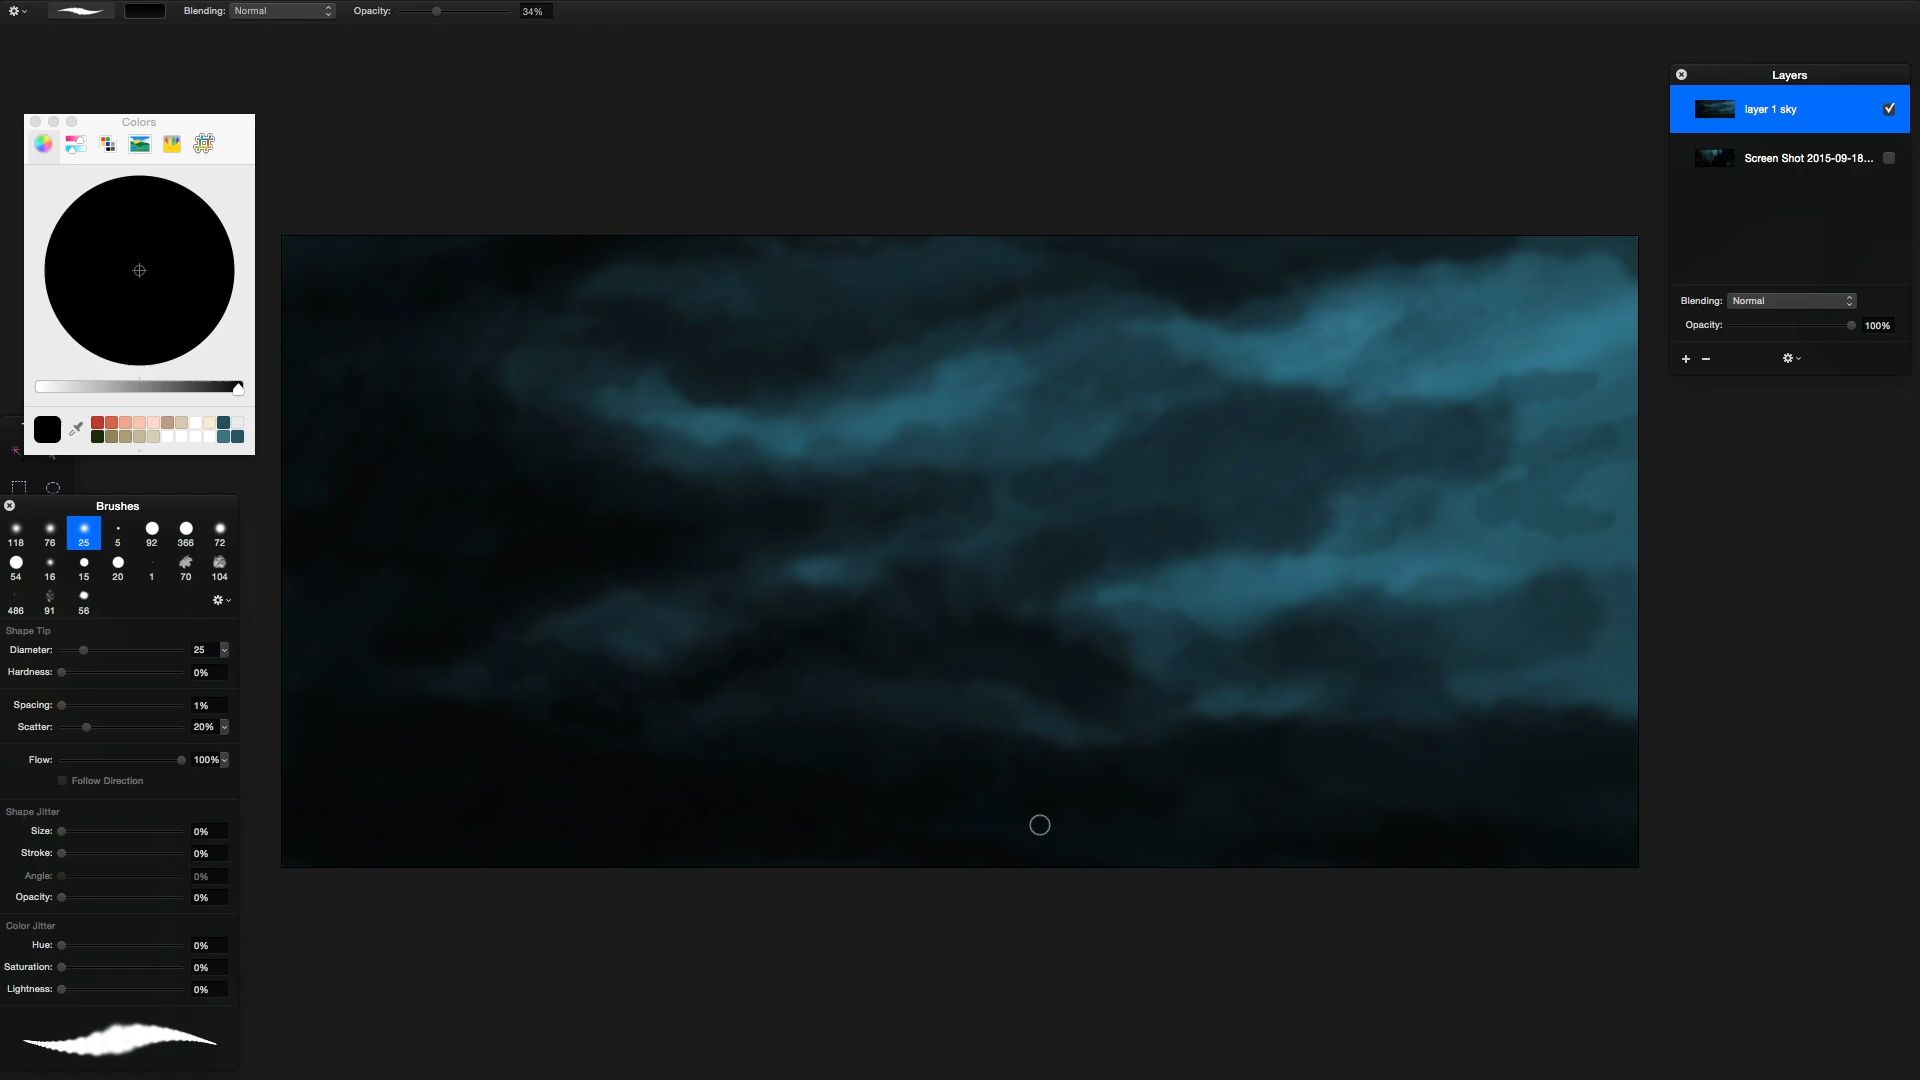 Blending: Normal Opacity: 34%
Layers
layer 1 sky
Screen Shot 2015-09-18...
Blending: Normal
Opacity: 100%
Colors
Brushes
118 76 25 5 92 366 72
54 16 15 20 1 70 104
486 91 56
Shape Tip
Diameter: 25
Hardness: 0%
Spacing: 1%
Scatter: 20%
Flow: 100%
Follow Direction
Shape Jitter
Size: 0%
Stroke: 0%
Angle: 0%
Opacity: 0%
Color Jitter
Hue: 0%
Saturation: 0%
Lightness: 0%